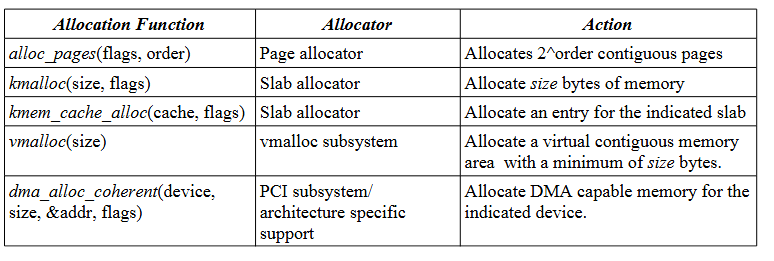 Allocation Function Allocator Action
alloc_pages(flags, order) Page allocator Allocates 2^order contiguous pages
kmalloc(size, flags) Slab allocator Allocate size bytes of memory
kmem_cache_alloc(cache, flags) Slab allocator Allocate an entry for the indicated slab
vmalloc(size) vmalloc subsystem Allocate a virtual contiguous memory
area with a minimum of size bytes.
dma_alloc_coherent(device, PCI subsystem/ Allocate DMA capable memory for the
size, &addr, flags) architecture specific indicated device.
support